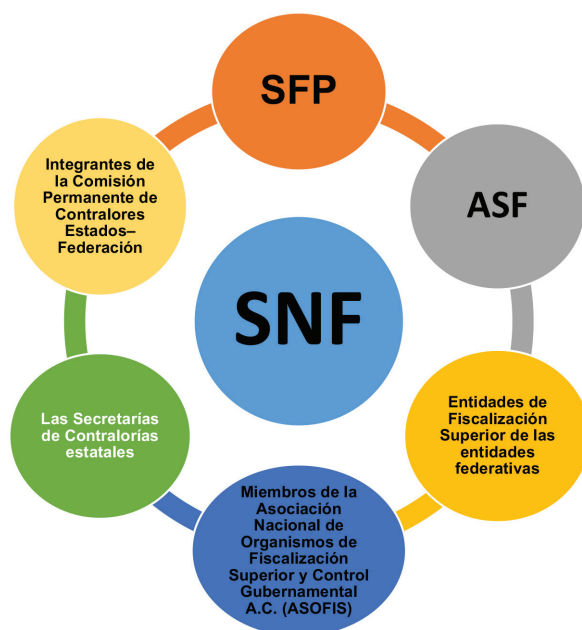 SFP
ASF
Entidades de
Fiscalización
Superior de las
entidades
federativas
Miembros de la
Asociación
Nacional de
Organismos de
Fiscalización
Superior y Control
Gubernamental
A.C. (ASOFIS)
Las Secretarías
de Contralorías
estatales
Integrantes de
la Comisión
Permanente de
Contralores
Estados–
Federación
SNF